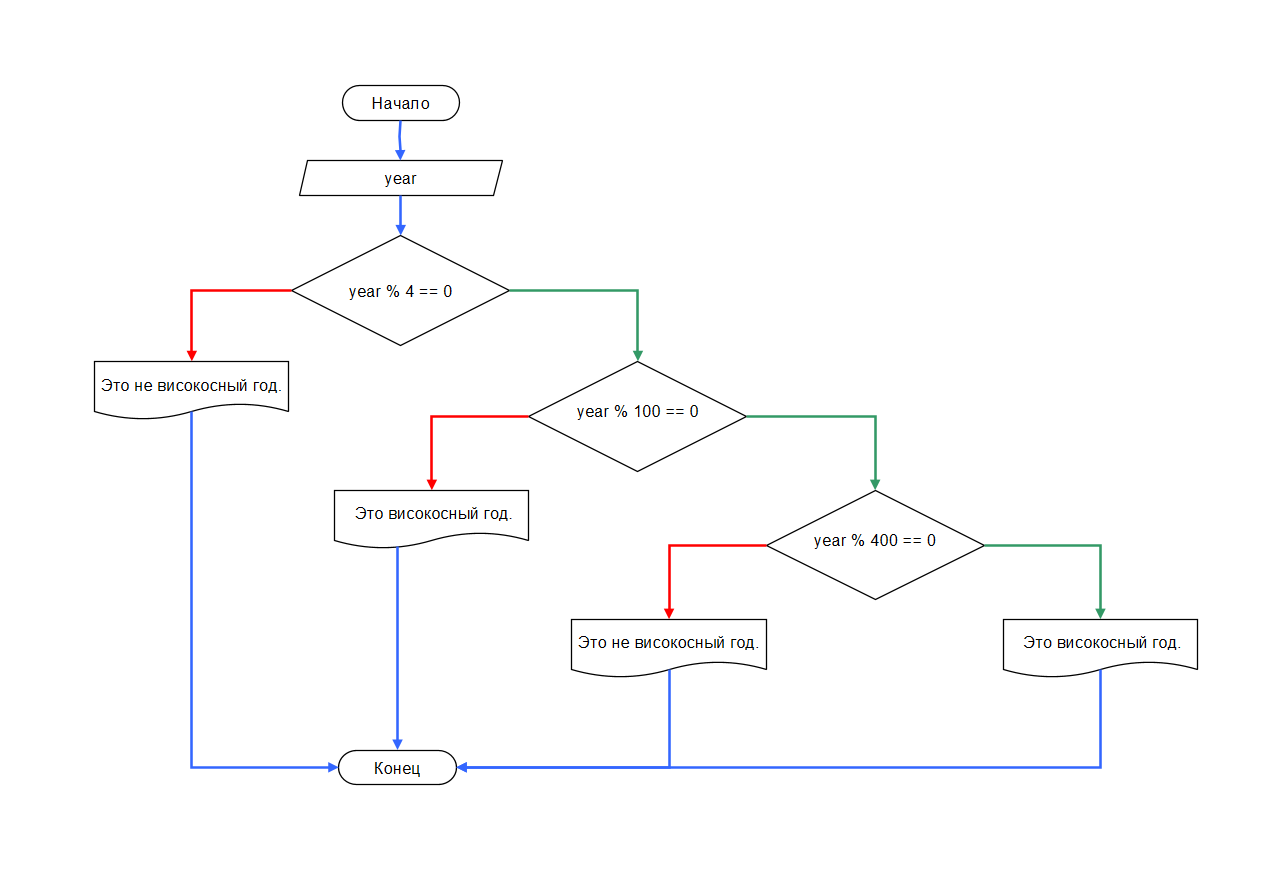 Начало
year
year % 4 == 0
Это не високосный год.
year % 100 == 0
Это високосный год.
year % 400 == 0
Это не високосный год.
Это високосный год.
Конец